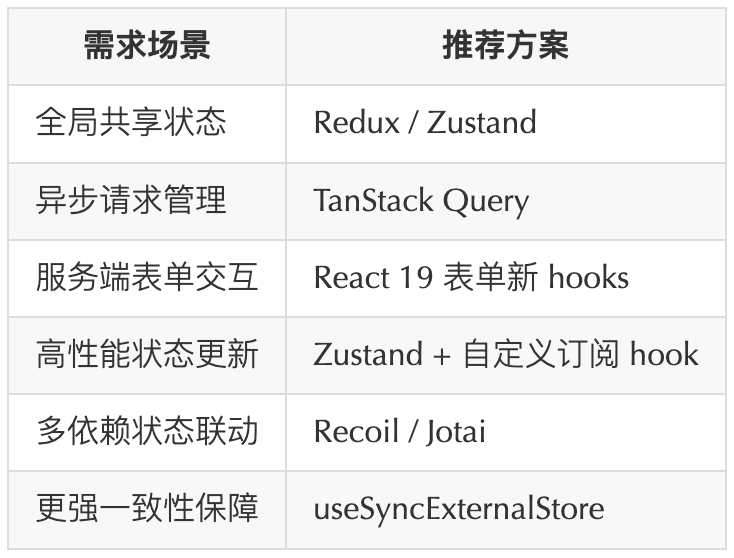 需求场景 推荐方案
全局共享状态 Redux / Zustand
异步请求管理 TanStack Query
服务端表单交互 React 19 表单新 hooks
高性能状态更新 Zustand + 自定义订阅 hook
多依赖状态联动 Recoil / Jotai
更强一致性保障 useSyncExternalStore